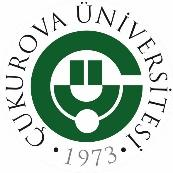 ÇUKUROVA ÜNİVERSİTESİ
· 1973 ·